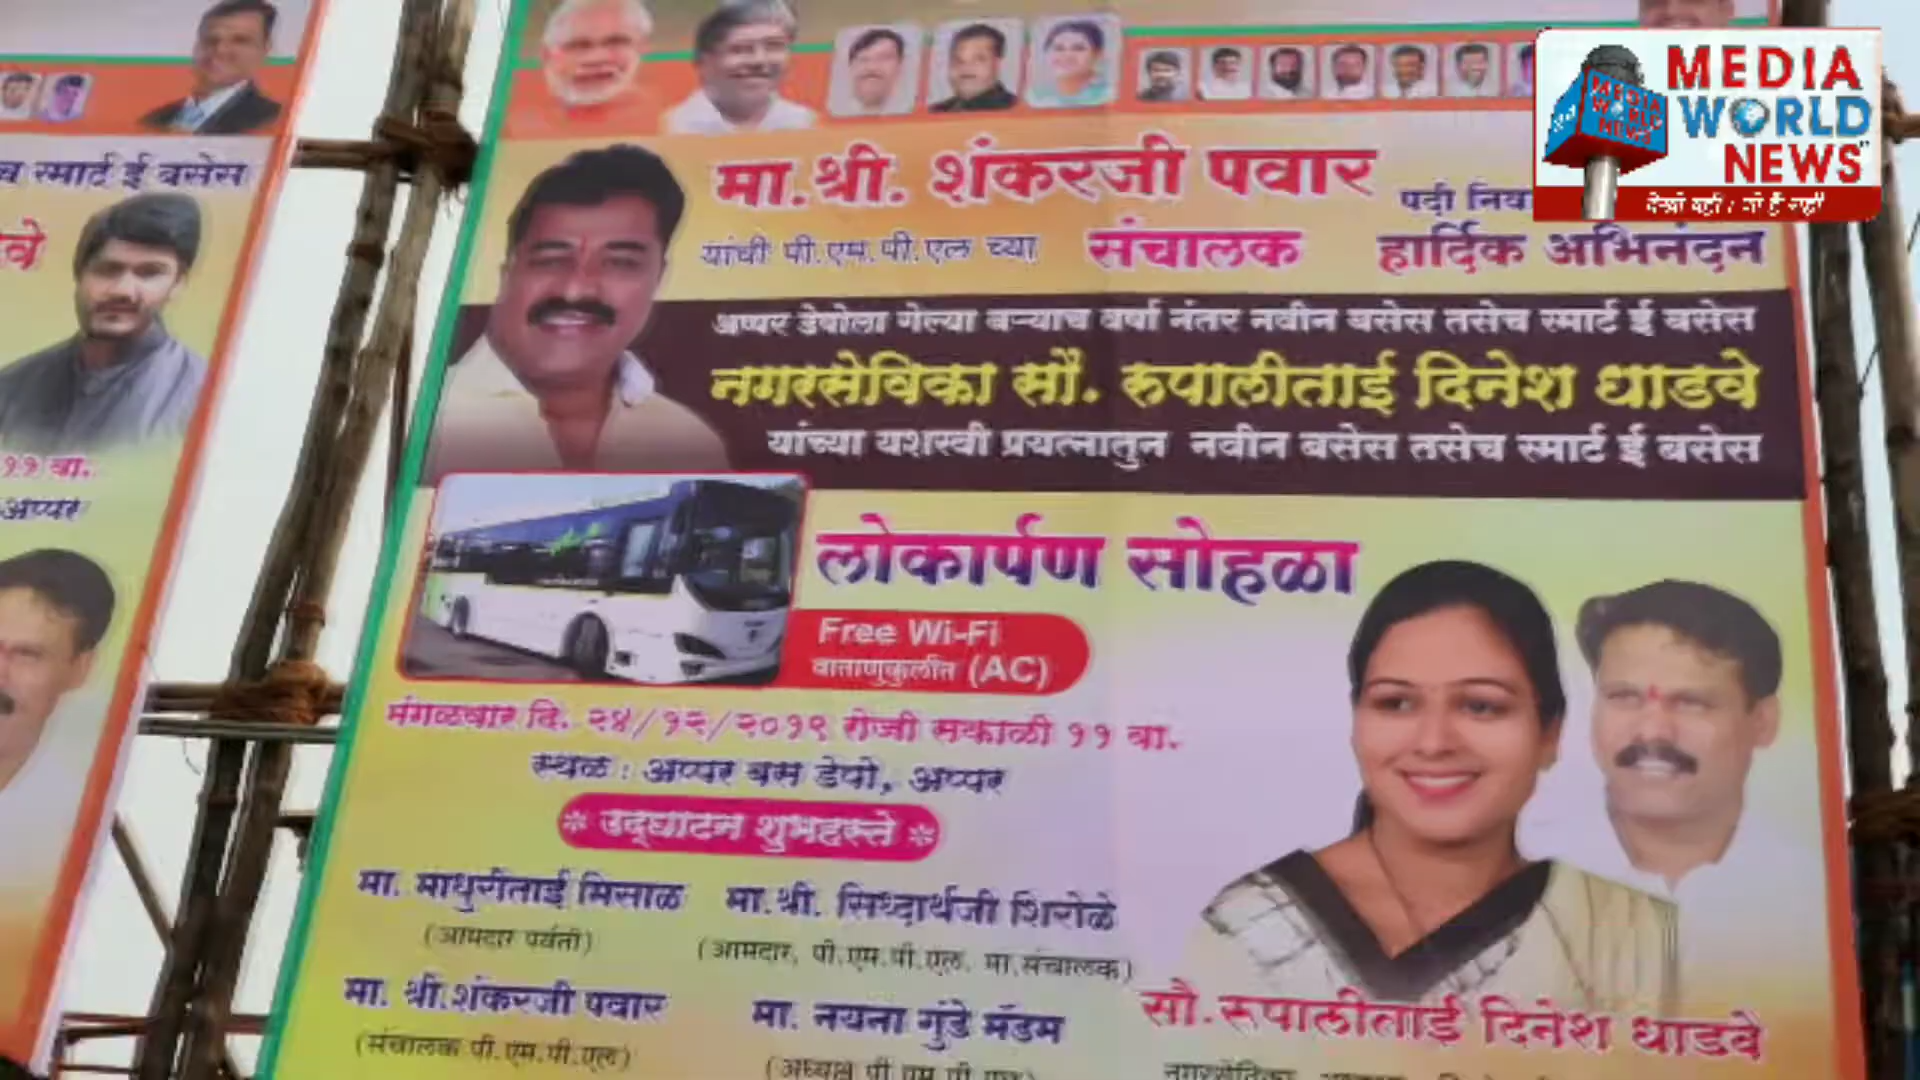 MEDIA
WORLD
NEWS
मा.श्री. शंकरजी पवार
पदी
यांची पी.एम.पी.एल च्या संचालक हार्दिक अभिनंदन
अप्पर डेपोला गेल्या बऱ्याच वर्षा नंतर नवीन बसेस तसेच स्मार्ट ई बसेस
नगरसेविका सौ. रुपालीताई दिनेश धाडवे
यांच्या यशस्वी प्रयत्नातुन नवीन बसेस तसेच स्मार्ट ई बसेस
लोकार्पण सोहळा
Free Wi-Fi
वाताणुकुलीत (AC)
मंगळवार दि. २४/१२/२०१९ रोजी सकाळी ११ वा.
स्थळ : अप्पर बस डेपो, अप्पर
उद्घाटन शुभहस्ते
मा. माधुरीताई मिसाळ
(आमदार पर्वती)
मा.श्री. सिध्दार्थजी शिरोळे
(आमदार, पी.एम.पी.एल. मा.संचालक)
मा. श्री.शंकरजी पवार
(संचालक पी.एम.पी.एल)
मा. नयना गुंडे मॅडम
सौ.रुपालीताई दिनेश धाडवे
स्मार्ट ई बसेस
११ वा.
अप्पर